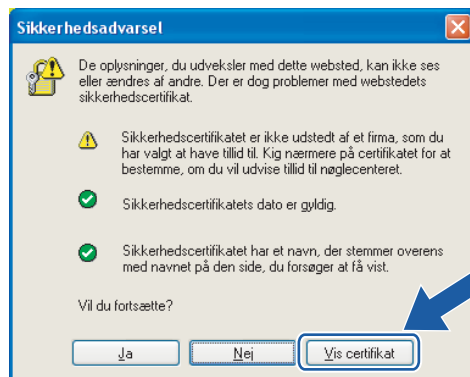 Sikkerhedsadvarsel
De oplysninger, du udveksler med dette websted, kan ikke ses
eller ændres af andre. Der er dog problemer med webstedets
sikkerhedscertifikat.
Sikkerhedscertifikatet er ikke udstedt af et firma, som du
har valgt at have tillid til. Kig nærmere på certifikatet for at
bestemme, om du vil udvise tillid til nøglecenteret.
Sikkerhedscertifikatets dato er gyldig.
Sikkerhedscertifikatet har et navn, der stemmer overens
med navnet på den side, du forsøger at få vist.
Vil du fortsætte?
Ja Nej Vis certifikat